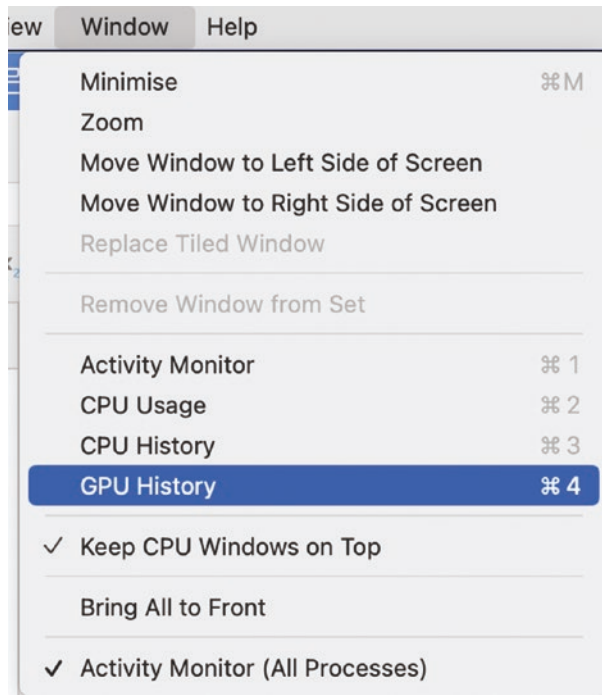 iew Window Help
Minimise ⌘M
Zoom
Move Window to Left Side of Screen
Move Window to Right Side of Screen
Replace Tiled Window
Remove Window from Set
Activity Monitor ⌘ 1
CPU Usage ⌘ 2
CPU History ⌘ 3
GPU History ⌘ 4
✓ Keep CPU Windows on Top
Bring All to Front
✓ Activity Monitor (All Processes)